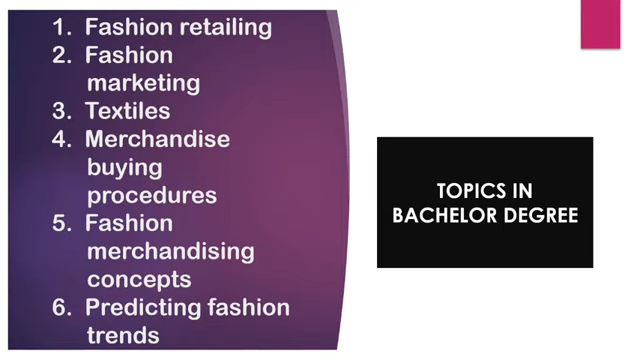 1. Fashion retailing
2. Fashion
marketing
3. Textiles
4. Merchandise
buying
procedures
5. Fashion
merchandising
concepts
6. Predicting fashion
trends
TOPICS IN
BACHELOR DEGREE